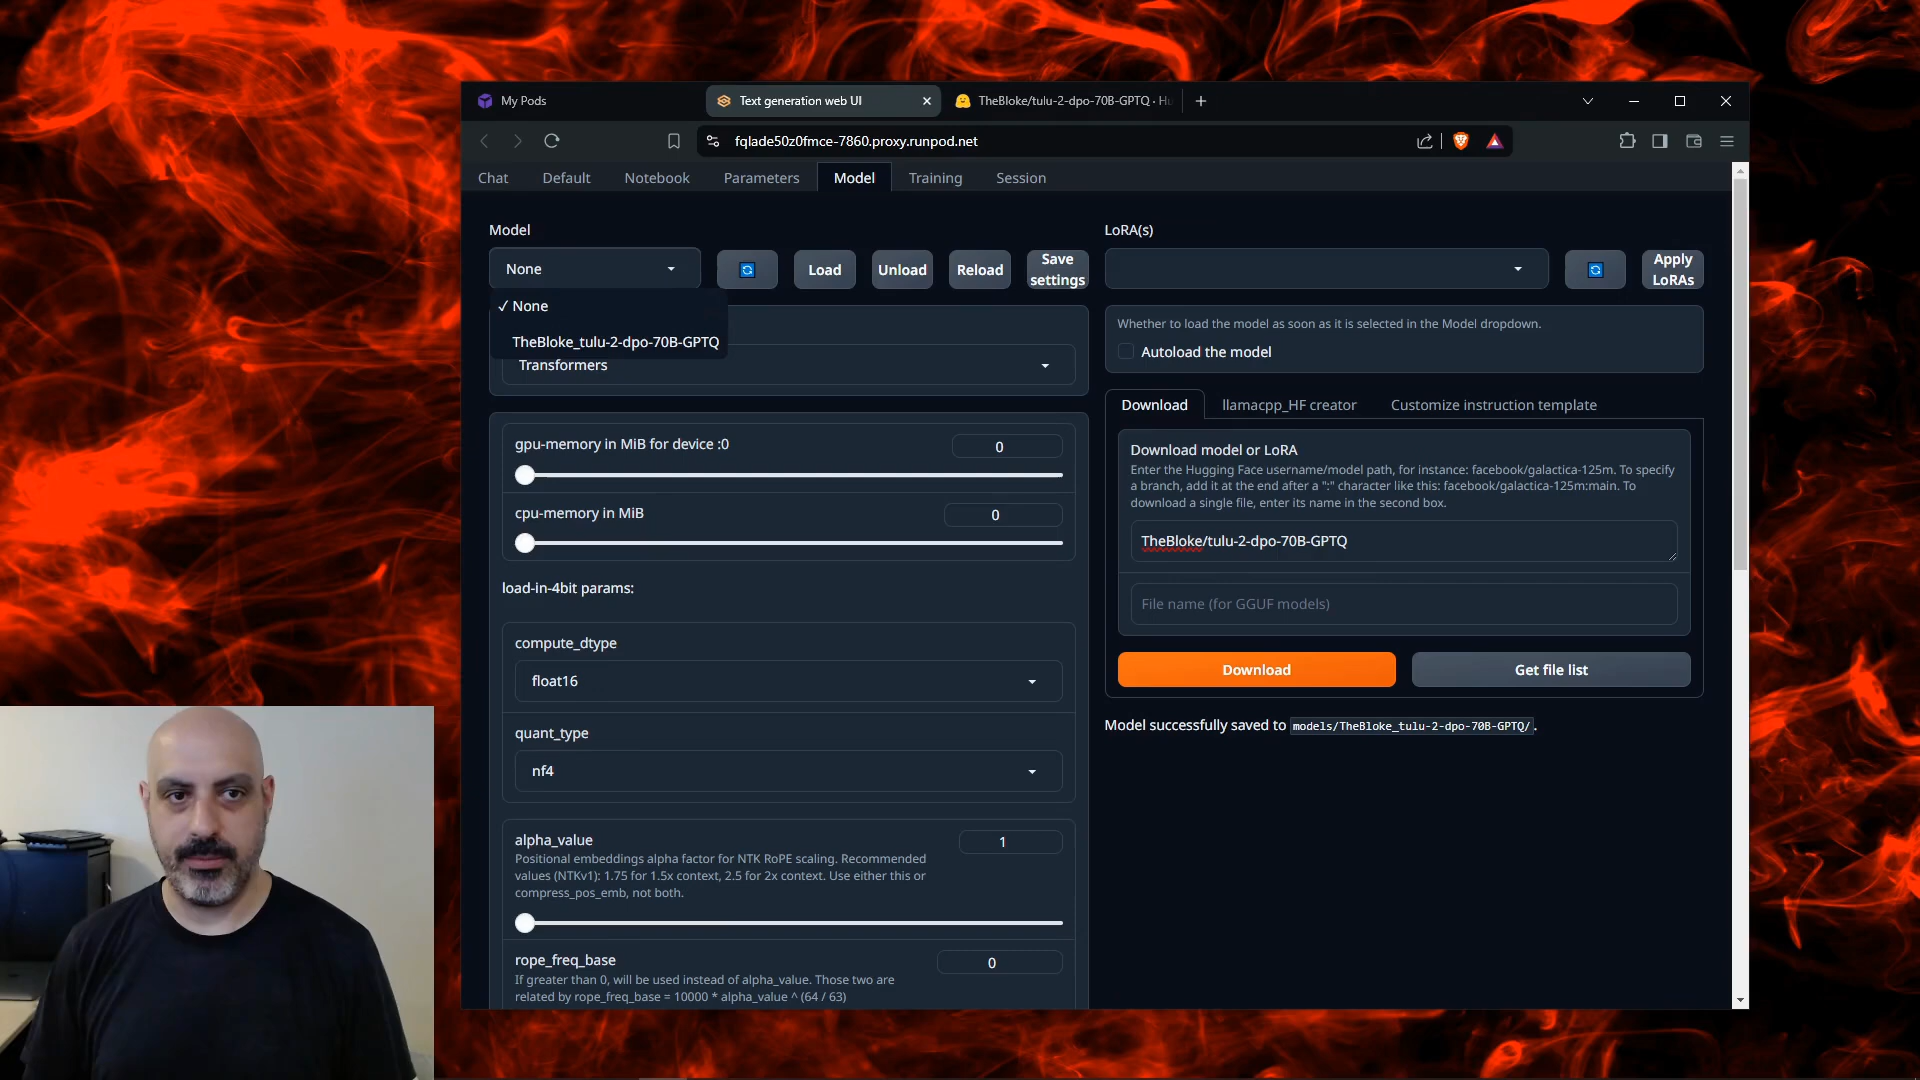 My Pods
Text generation web UI
TheBloke/tulu-2-dpo-70B-GPTQ · Hu
fqlade50z0fmce-7860.proxy.runpod.net
Chat
Default
Notebook
Parameters
Model
Training
Session
Model
None
Load
Unload
Reload
Save settings
✓ None
TheBloke_tulu-2-dpo-70B-GPTQ
Transformers
gpu-memory in MiB for device :0
0
cpu-memory in MiB
0
load-in-4bit params:
compute_dtype
float16
quant_type
nf4
alpha_value
1
Positional embeddings alpha factor for NTK RoPE scaling. Recommended
values (NTKv1): 1.75 for 1.5x context, 2.5 for 2x context. Use either this or
compress_pos_emb, not both.
rope_freq_base
0
If greater than 0, will be used instead of alpha_value. Those two are
related by rope_freq_base = 10000 * alpha_value ^ (64 / 63)
LoRA(s)
Apply LoRAs
Whether to load the model as soon as it is selected in the Model dropdown.
Autoload the model
Download
llamacpp_HF creator
Customize instruction template
Download model or LoRA
Enter the Hugging Face username/model path, for instance: facebook/galactica-125m. To specify
a branch, add it at the end after a ":" character like this: facebook/galactica-125m:main. To
download a single file, enter its name in the second box.
TheBloke/tulu-2-dpo-70B-GPTQ
File name (for GGUF models)
Download
Get file list
Model successfully saved to models/TheBloke_tulu-2-dpo-70B-GPTQ/.